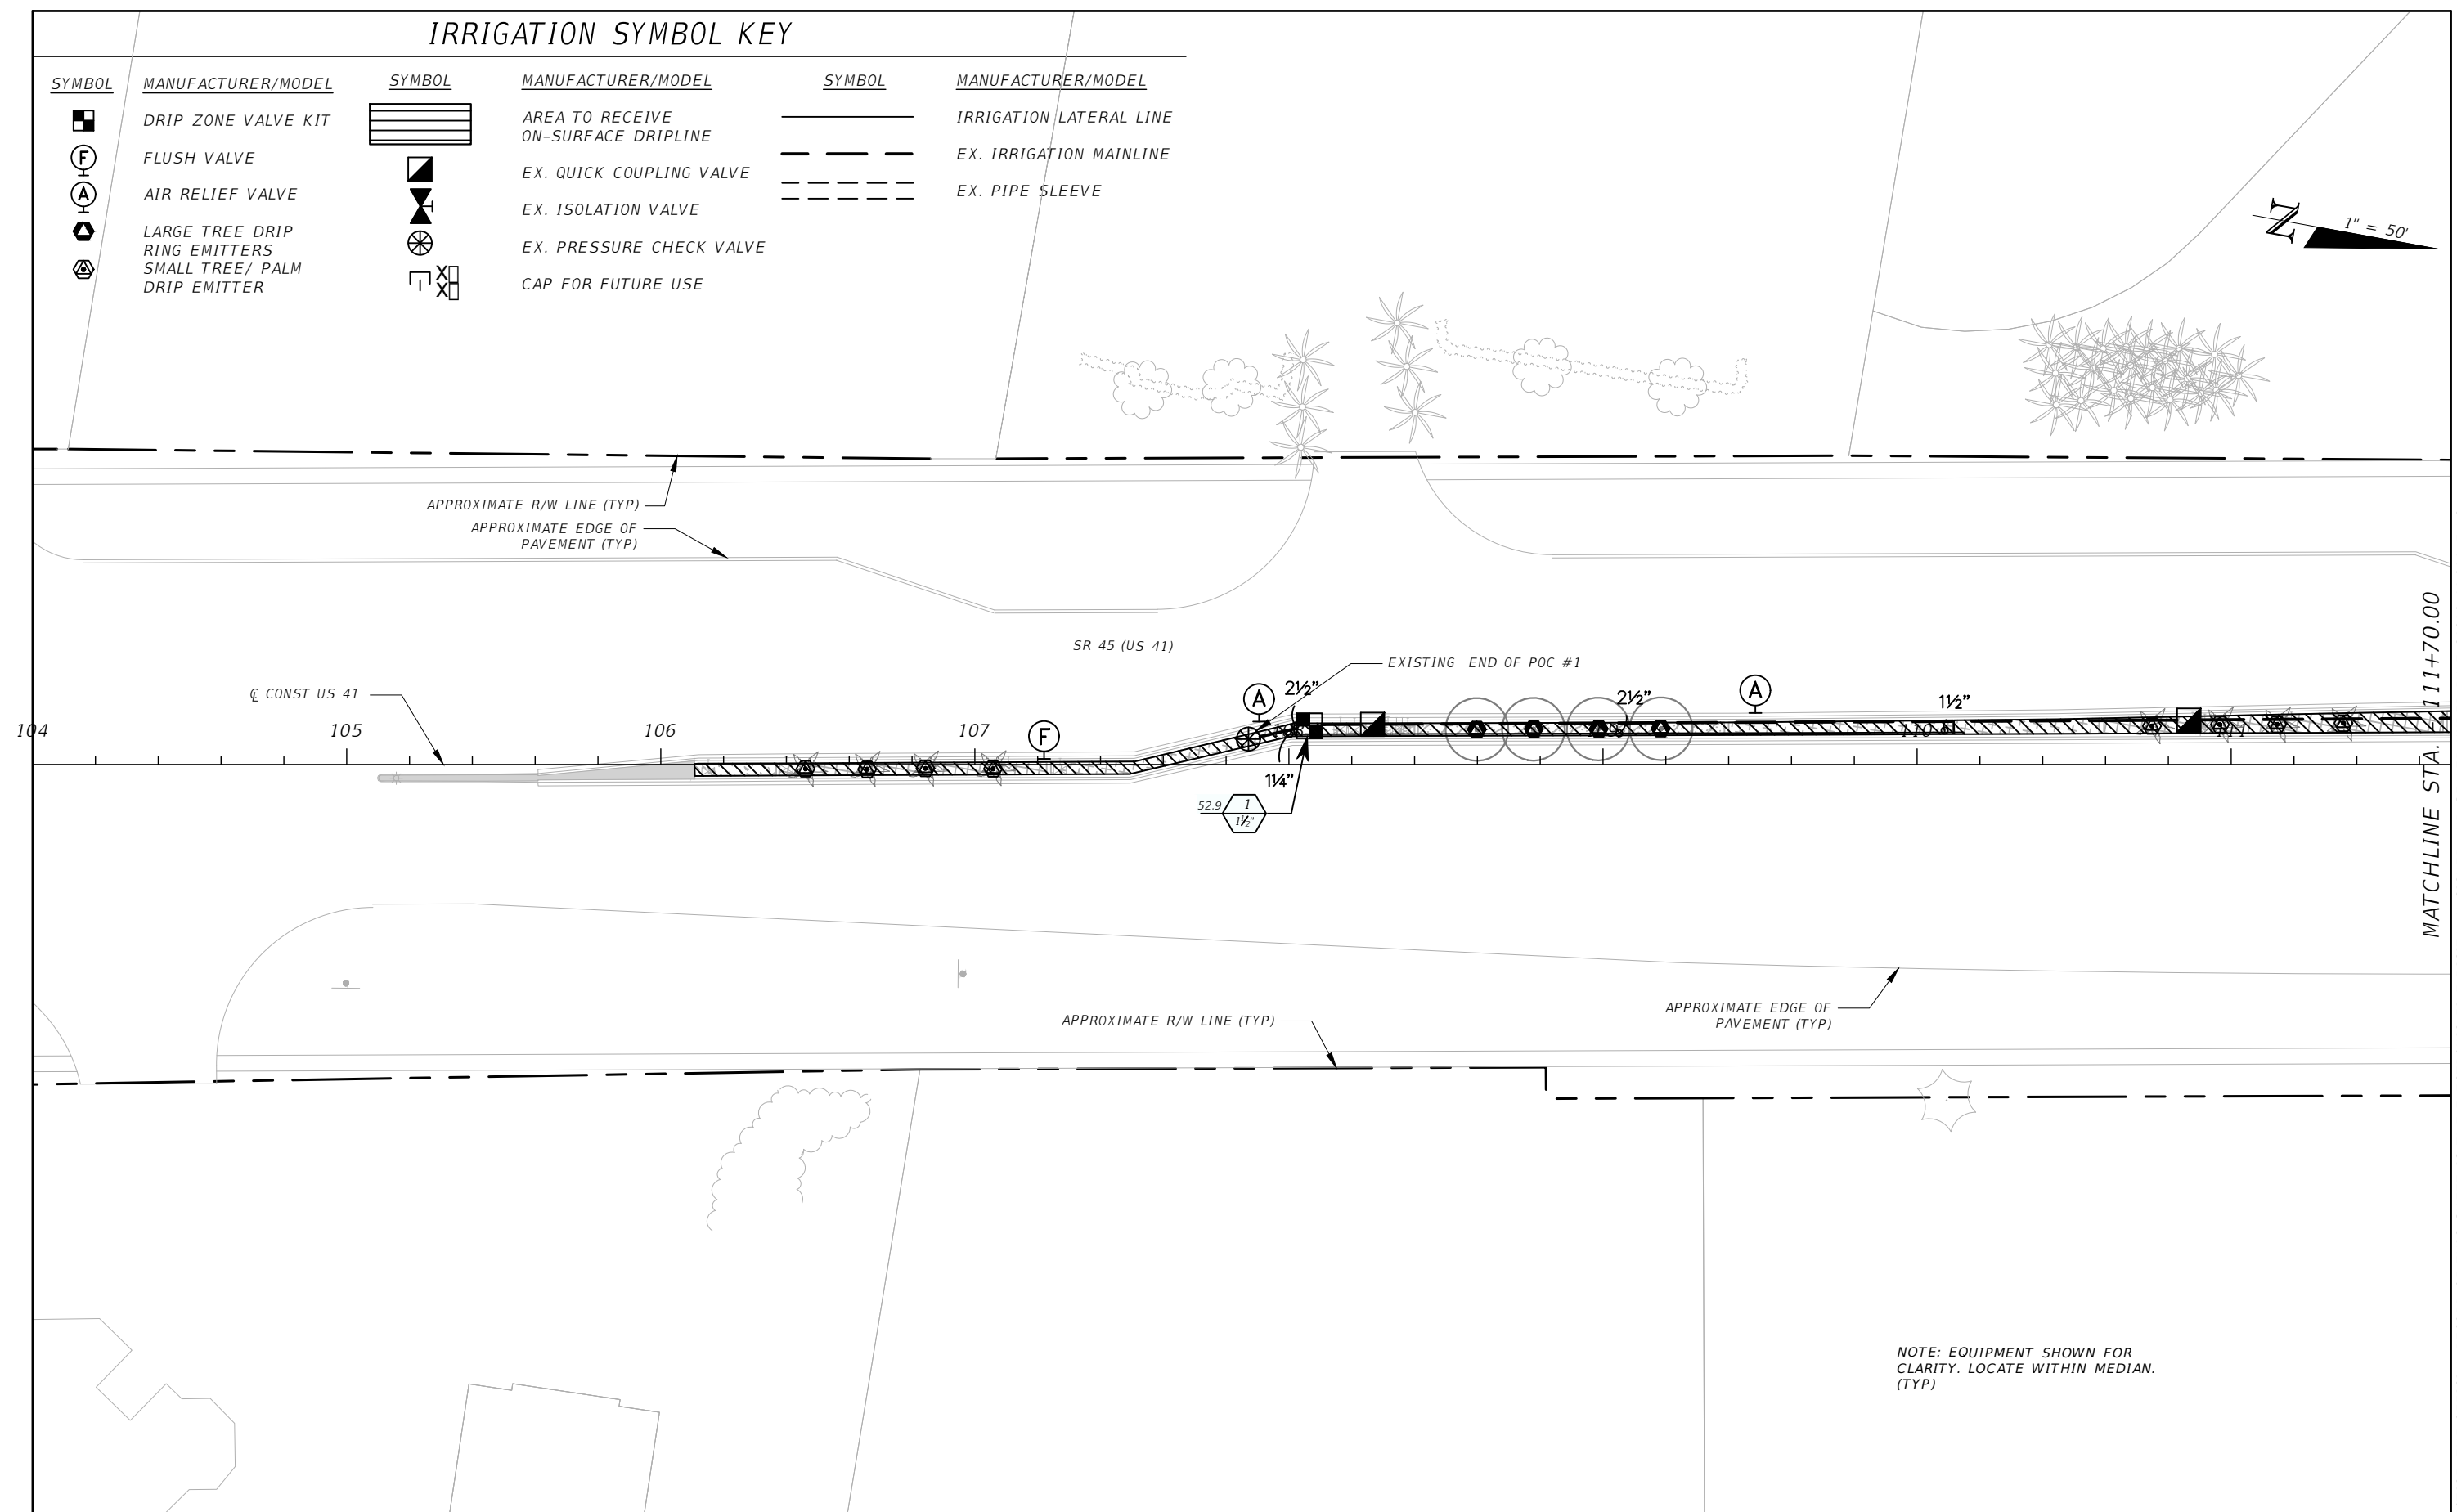 IRRIGATION SYMBOL KEY
SYMBOL MANUFACTURER/MODEL
DRIP ZONE VALVE KIT
F FLUSH VALVE
A AIR RELIEF VALVE
LARGE TREE DRIP
RING EMITTERS
SMALL TREE/ PALM
DRIP EMITTER
SYMBOL MANUFACTURER/MODEL
AREA TO RECEIVE
ON-SURFACE DRIPLINE
EX. QUICK COUPLING VALVE
EX. ISOLATION VALVE
EX. PRESSURE CHECK VALVE
X
X
CAP FOR FUTURE USE
SYMBOL MANUFACTURER/MODEL
IRRIGATION LATERAL LINE
EX. IRRIGATION MAINLINE
EX. PIPE SLEEVE
N
1" = 50'
APPROXIMATE R/W LINE (TYP)
APPROXIMATE EDGE OF
PAVEMENT (TYP)
SR 45 (US 41)
EXISTING END OF POC #1
℄ CONST US 41
A
2½"
2½"
A
1½"
104
105
106
107
F
110
111
1¼"
52.9
1
1½"
MATCHLINE STA. 111+70.00
APPROXIMATE R/W LINE (TYP)
APPROXIMATE EDGE OF
PAVEMENT (TYP)
NOTE: EQUIPMENT SHOWN FOR
CLARITY. LOCATE WITHIN MEDIAN.
(TYP)